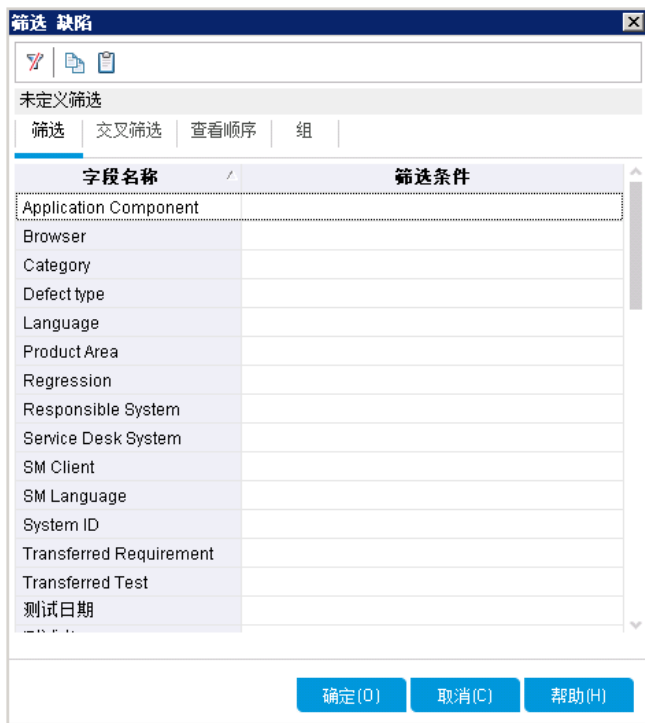 筛选 缺陷
未定义筛选
筛选 交叉筛选 查看顺序 组
字段名称 筛选条件
Application Component
Browser
Category
Defect type
Language
Product Area
Regression
Responsible System
Service Desk System
SM Client
SM Language
System ID
Transferred Requirement
Transferred Test
测试日期
确定(O) 取消(C) 帮助(H)